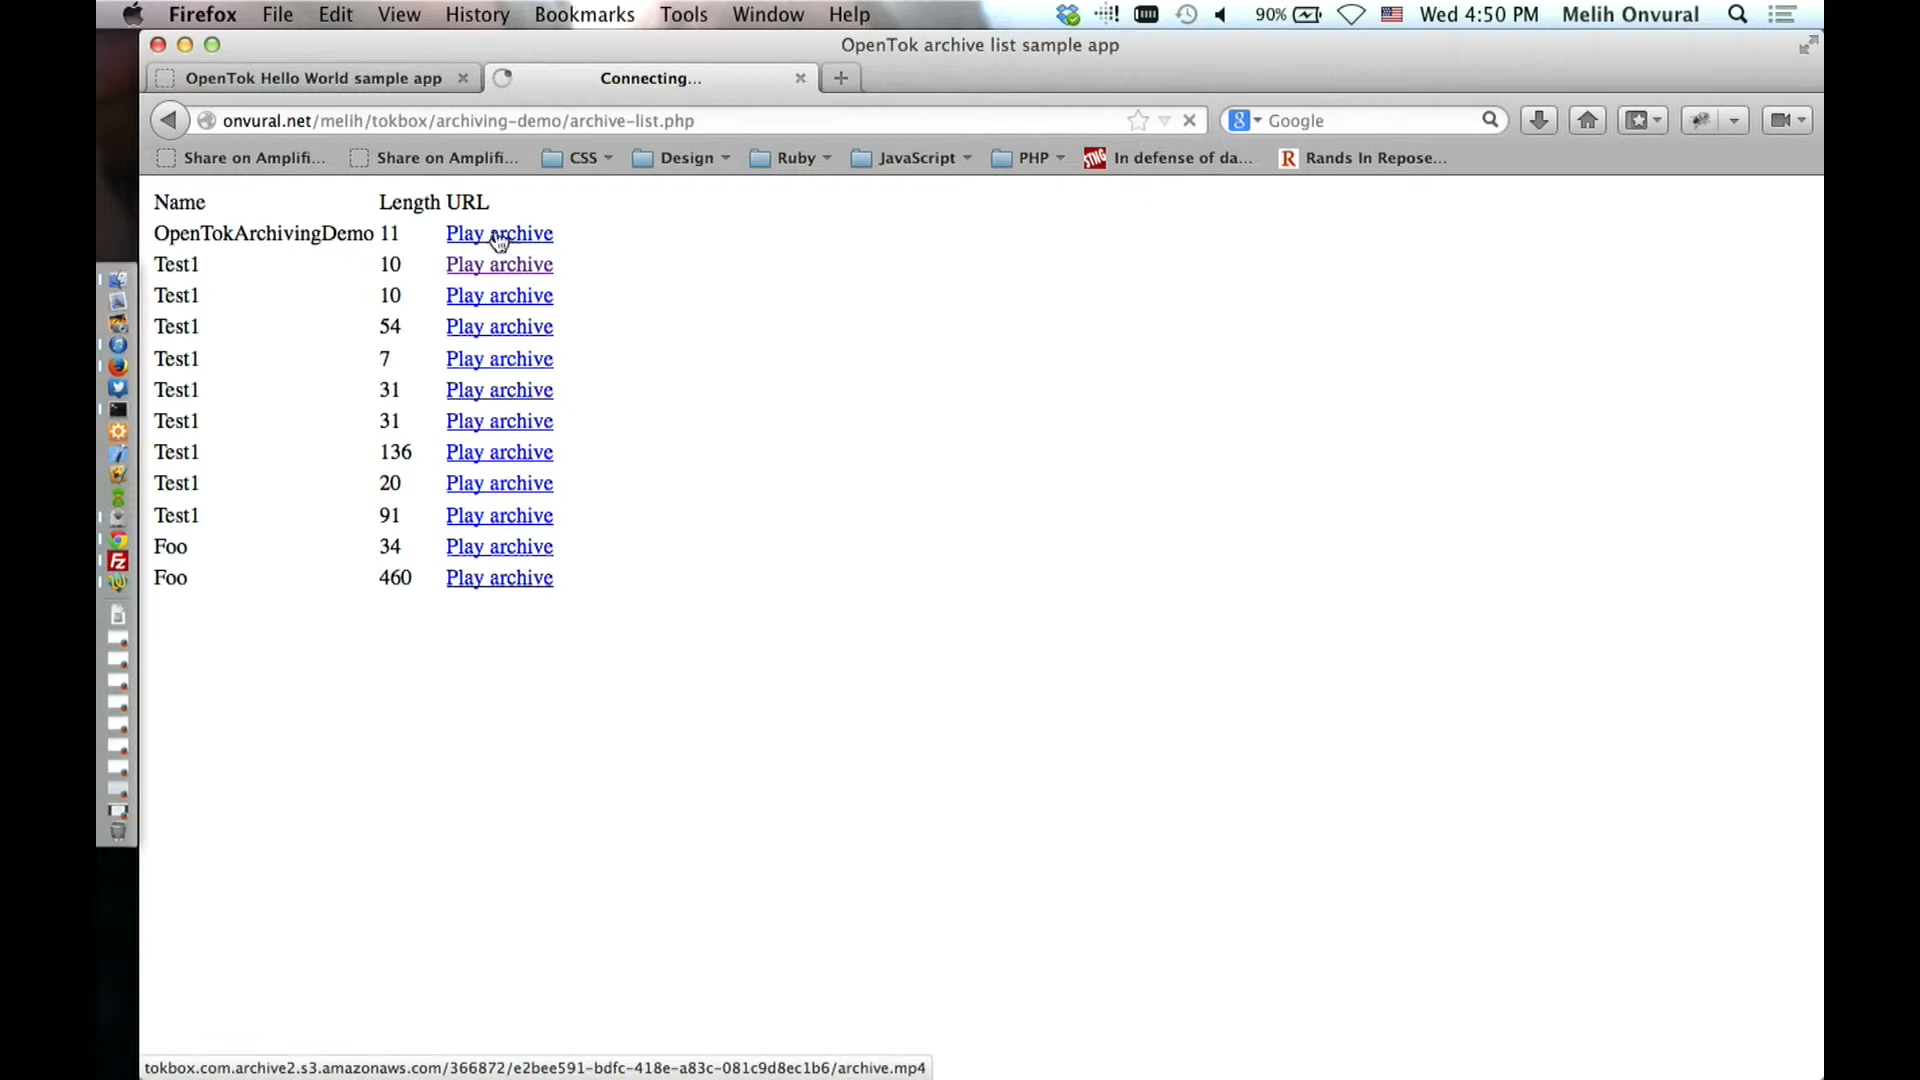 Firefox File Edit View History Bookmarks Tools Window Help 90% Wed 4:50 PM Melih Onvural
OpenTok archive list sample app
OpenTok Hello World sample app Connecting...
onvural.net/melih/tokbox/archiving-demo/archive-list.php Google
Share on Amplifi... Share on Amplifi... CSS Design Ruby JavaScript PHP STNG In defense of da... R Rands In Repose...
Name Length URL
OpenTokArchivingDemo 11 Play archive
Test1 10 Play archive
Test1 10 Play archive
Test1 54 Play archive
Test1 7 Play archive
Test1 31 Play archive
Test1 31 Play archive
Test1 136 Play archive
Test1 20 Play archive
Test1 91 Play archive
Foo 34 Play archive
Foo 460 Play archive
tokbox.com.archive2.s3.amazonaws.com/366872/e2bee591-bdfc-418e-a83c-081c9d8ec1b6/archive.mp4